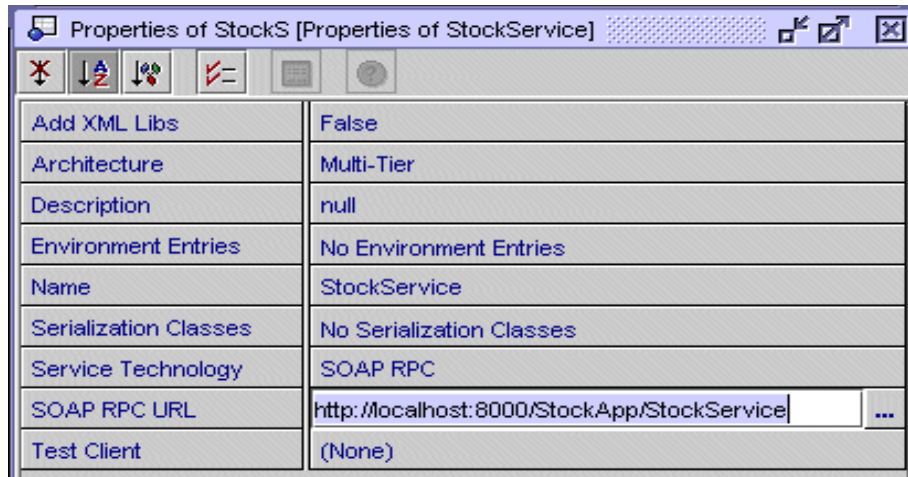 Properties of StockS [Properties of StockService]
Add XML Libs False
Architecture Multi-Tier
Description null
Environment Entries No Environment Entries
Name StockService
Serialization Classes No Serialization Classes
Service Technology SOAP RPC
SOAP RPC URL http://localhost:8000/StockApp/StockService ...
Test Client (None)